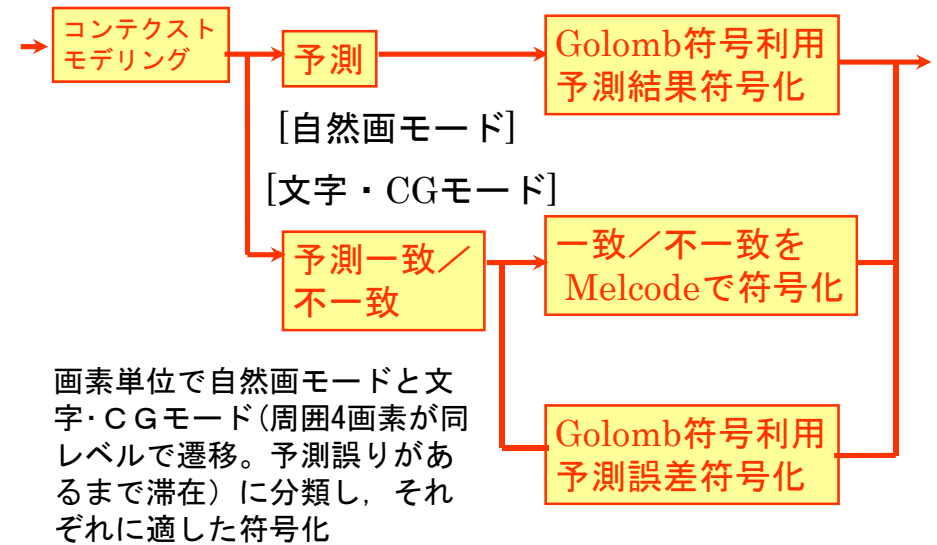 コンテクスト
モデリング
予測
Golomb符号利用
予測結果符号化
[自然画モード]
[文字・CGモード]
予測一致／
不一致
一致／不一致を
Melcodeで符号化
Golomb符号利用
予測誤差符号化
画素単位で自然画モードと文
字･ＣＧモード(周囲4画素が同
レベルで遷移。予測誤りがあ
るまで滞在）に分類し，それ
ぞれに適した符号化